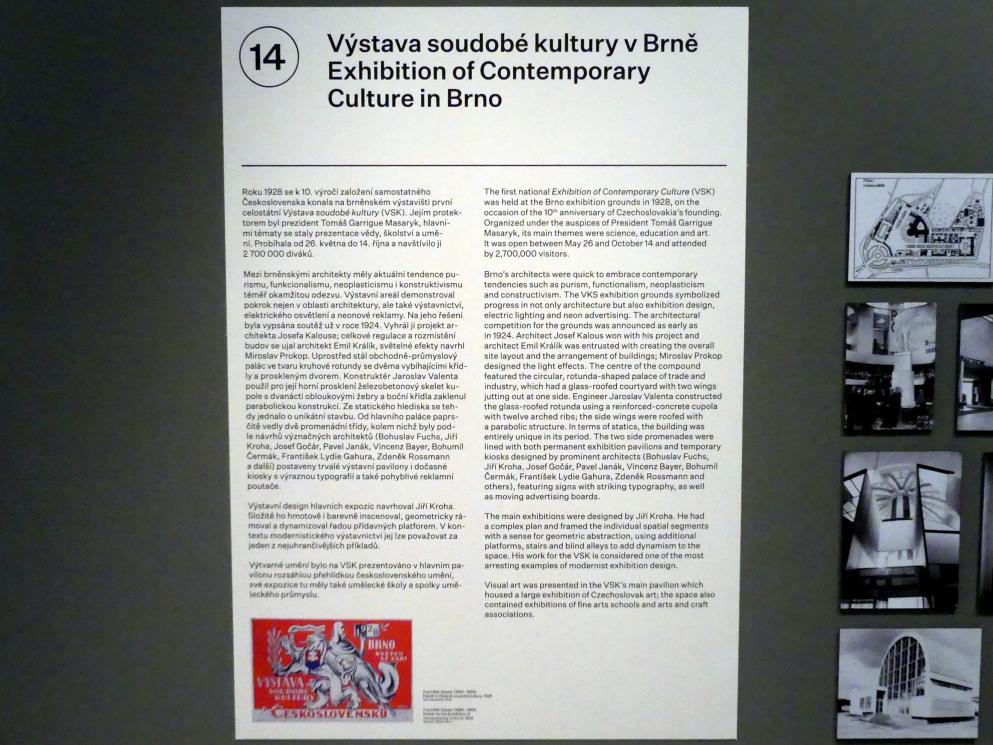 14
Výstava soudobé kultury v Brně
Exhibition of Contemporary
Culture in Brno
Roku 1928 se k 10. výročí založení samostatného
Československa konala na brněnském výstavišti první
celostátní Výstava soudobé kultury (VSK). Jejím protek-
torem byl prezident Tomáš Garrigue Masaryk, hlavní-
mi tématy se staly prezentace vědy, školství a umě-
ní. Probíhala od 26. května do 14. října a navštívilo ji
2 700 000 diváků.
Mezi brněnskými architekty měly aktuální tendence pu-
rismu, funkcionalismu, neoplasticismu i konstruktivismu
téměř okamžitou odezvu. Výstavní areál demonstroval
pokrok nejen v oblasti architektury, ale také výstavnictví,
elektrického osvětlení a neonové reklamy. Na jeho řešení
byla vypsána soutěž už v roce 1924. Vyhrál ji projekt ar-
chitekta Josefa Kalouse; celkové regulace a rozmístění
budov se ujal architekt Emil Králík, světelné efekty navrhl
Miroslav Prokop. Uprostřed stál obchodně-průmyslový
palác ve tvaru kruhové rotundy se dvěma vybíhajícími kříd-
ly a proskleným dvorem. Konstruktér Jaroslav Valenta
použil pro její horní prosklení železobetonový skelet ku-
pole s dvanácti obloukovými žebry a boční křídla zaklenul
parabolickou konstrukcí. Ze statického hlediska se teh-
dy jednalo o unikátní stavbu. Od hlavního paláce paprs-
čitě vedly dvě promenádní třídy, kolem nichž byly pod-
le návrhů význačných architektů (Bohuslav Fuchs, Jiří
Kroha, Josef Gočár, Pavel Janák, Vincenz Bayer, Bohumil
Čermák, František Lydie Gahura, Zdeněk Rossmann
a další) postaveny trvalé výstavní pavilony i dočasné
kiosky s výraznou typografií a také pohyblivé reklamní
poutače.
Výstavní design hlavních expozic navrhoval Jiří Kroha.
Složitě ho hmotově i barevně inscenoval, geometricky rá-
moval a dynamizoval řadou přídavných platforem. V kon-
textu modernistického výstavnictví jej lze považovat za
jeden z nejuhrančivějších příkladů.
Výtvarné umění bylo na VSK prezentováno v hlavním pa-
vilonu rozsáhlou přehlídkou československého umění,
své expozice tu měly také umělecké školy a spolky umě-
leckého průmyslu.
The first national Exhibition of Contemporary Culture (VSK)
was held at the Brno exhibition grounds in 1928, on the
occasion of the 10th anniversary of Czechoslovakia's founding.
Organized under the auspices of President Tomáš Garrigue
Masaryk, its main themes were science, education and art.
It was open between May 26 and October 14 and attended
by 2,700,000 visitors.
Brno's architects were quick to embrace contemporary
tendencies such as purism, functionalism, neoplasticism
and constructivism. The VKS exhibition grounds symbolized
progress in not only architecture but also exhibition design,
electric lighting and neon advertising. The architectural
competition for the grounds was announced as early as
in 1924. Architect Josef Kalous won with his project and
architect Emil Králík was entrusted with creating the overall
site layout and the arrangement of buildings; Miroslav Prokop
designed the light effects. The centre of the compound
featured the circular, rotunda-shaped palace of trade and
industry, which had a glass-roofed courtyard with two wings
jutting out at one side. Engineer Jaroslav Valenta constructed
the glass-roofed rotunda using a reinforced-concrete cupola
with twelve arched ribs; the side wings were roofed with
a parabolic structure. In terms of statics, the building was
entirely unique in its period. The two side promenades were
lined with both permanent exhibition pavilions and temporary
kiosks designed by prominent architects (Bohuslav Fuchs,
Jiří Kroha, Josef Gočár, Pavel Janák, Vincenz Bayer, Bohumil
Čermák, František Lydie Gahura, Zdeněk Rossmann and
others), featuring signs with striking typography, as well
as moving advertising boards.
The main exhibitions were designed by Jiří Kroha. He had
a complex plan and framed the individual spatial segments
with a sense for geometric abstraction, using additional
platforms, stairs and blind alleys to add dynamism to the
space. His work for the VSK is considered one of the most
arresting examples of modernist exhibition design.
Visual art was presented in the VSK's main pavilion which
housed a large exhibition of Czechoslovak art; the space also
contained exhibitions of fine arts schools and arts and craft
associations.
1928
BRNO
KVĚTEN
AŽ ZÁŘÍ
VÝSTAVA
SOUDOBÉ
KULTURY
V ČESKOSLOVENSKU